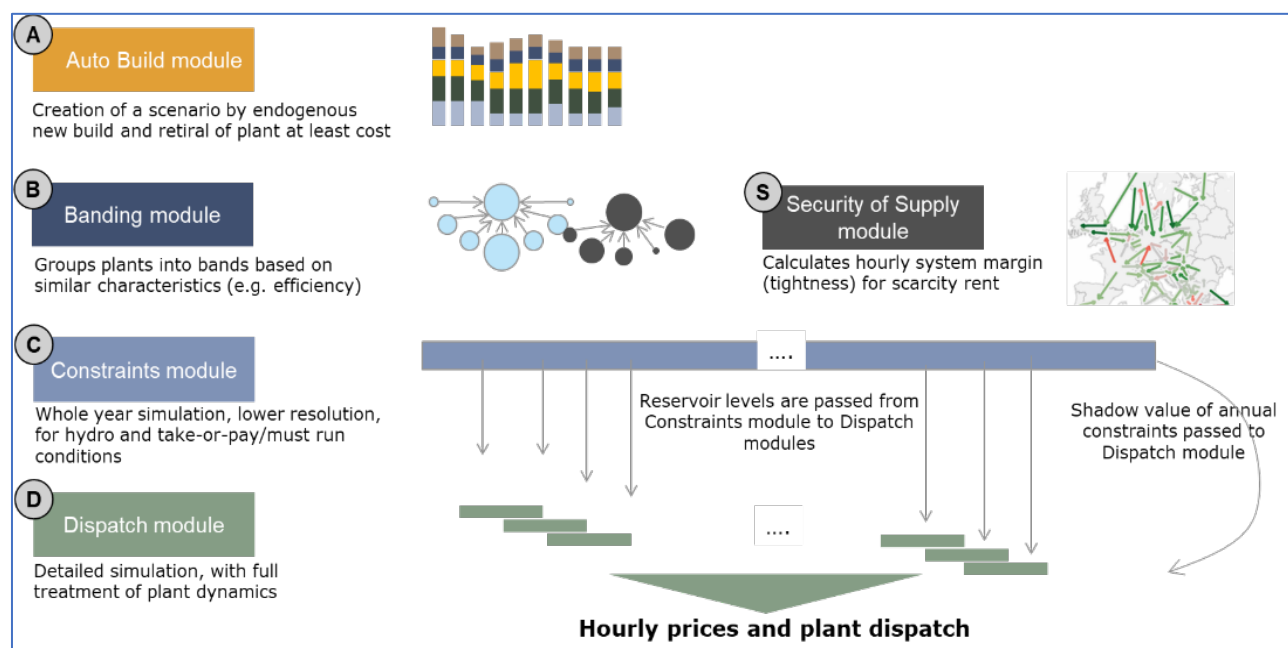 A
Auto Build module
Creation of a scenario by endogenous
new build and retiral of plant at least cost
B
Banding module
Groups plants into bands based on
similar characteristics (e.g. efficiency)
S
Security of Supply
module
Calculates hourly system margin
(tightness) for scarcity rent
C
Constraints module
Whole year simulation, lower resolution,
for hydro and take-or-pay/must run
conditions
....
Reservoir levels are passed from
Constraints module to Dispatch
modules
Shadow value of annual
constraints passed to
Dispatch module
D
Dispatch module
Detailed simulation, with full
treatment of plant dynamics
....
Hourly prices and plant dispatch